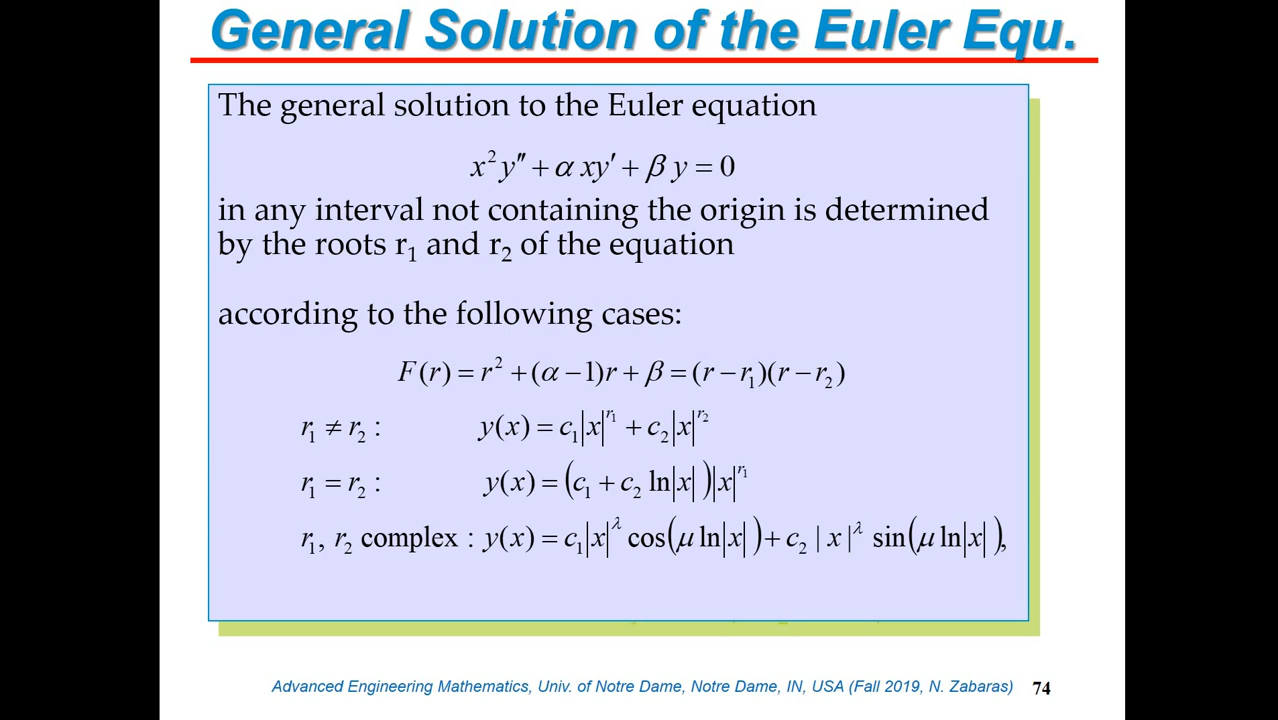 General Solution of the Euler Equ.
The general solution to the Euler equation
x²y″ + α xy′ + β y = 0
in any interval not containing the origin is determined
by the roots r₁ and r₂ of the equation
according to the following cases:
F(r) = r² + (α − 1)r + β = (r − r₁)(r − r₂)
r₁ ≠ r₂ : y(x) = c₁|x|^r₁ + c₂|x|^r₂
r₁ = r₂ : y(x) = (c₁ + c₂ ln|x|)|x|^r₁
r₁, r₂ complex : y(x) = c₁|x|^λ cos(μ ln|x|) + c₂ | x |^λ sin(μ ln|x|),
Advanced Engineering Mathematics, Univ. of Notre Dame, Notre Dame, IN, USA (Fall 2019, N. Zabaras) 74